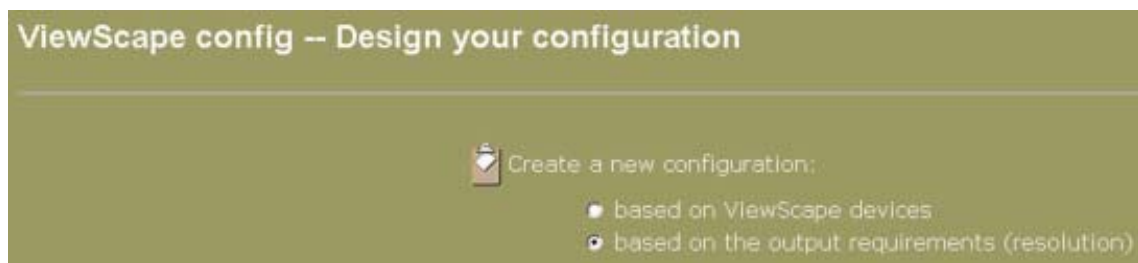 ViewScape config -- Design your configuration
Create a new configuration:
based on ViewScape devices
based on the output requirements (resolution)